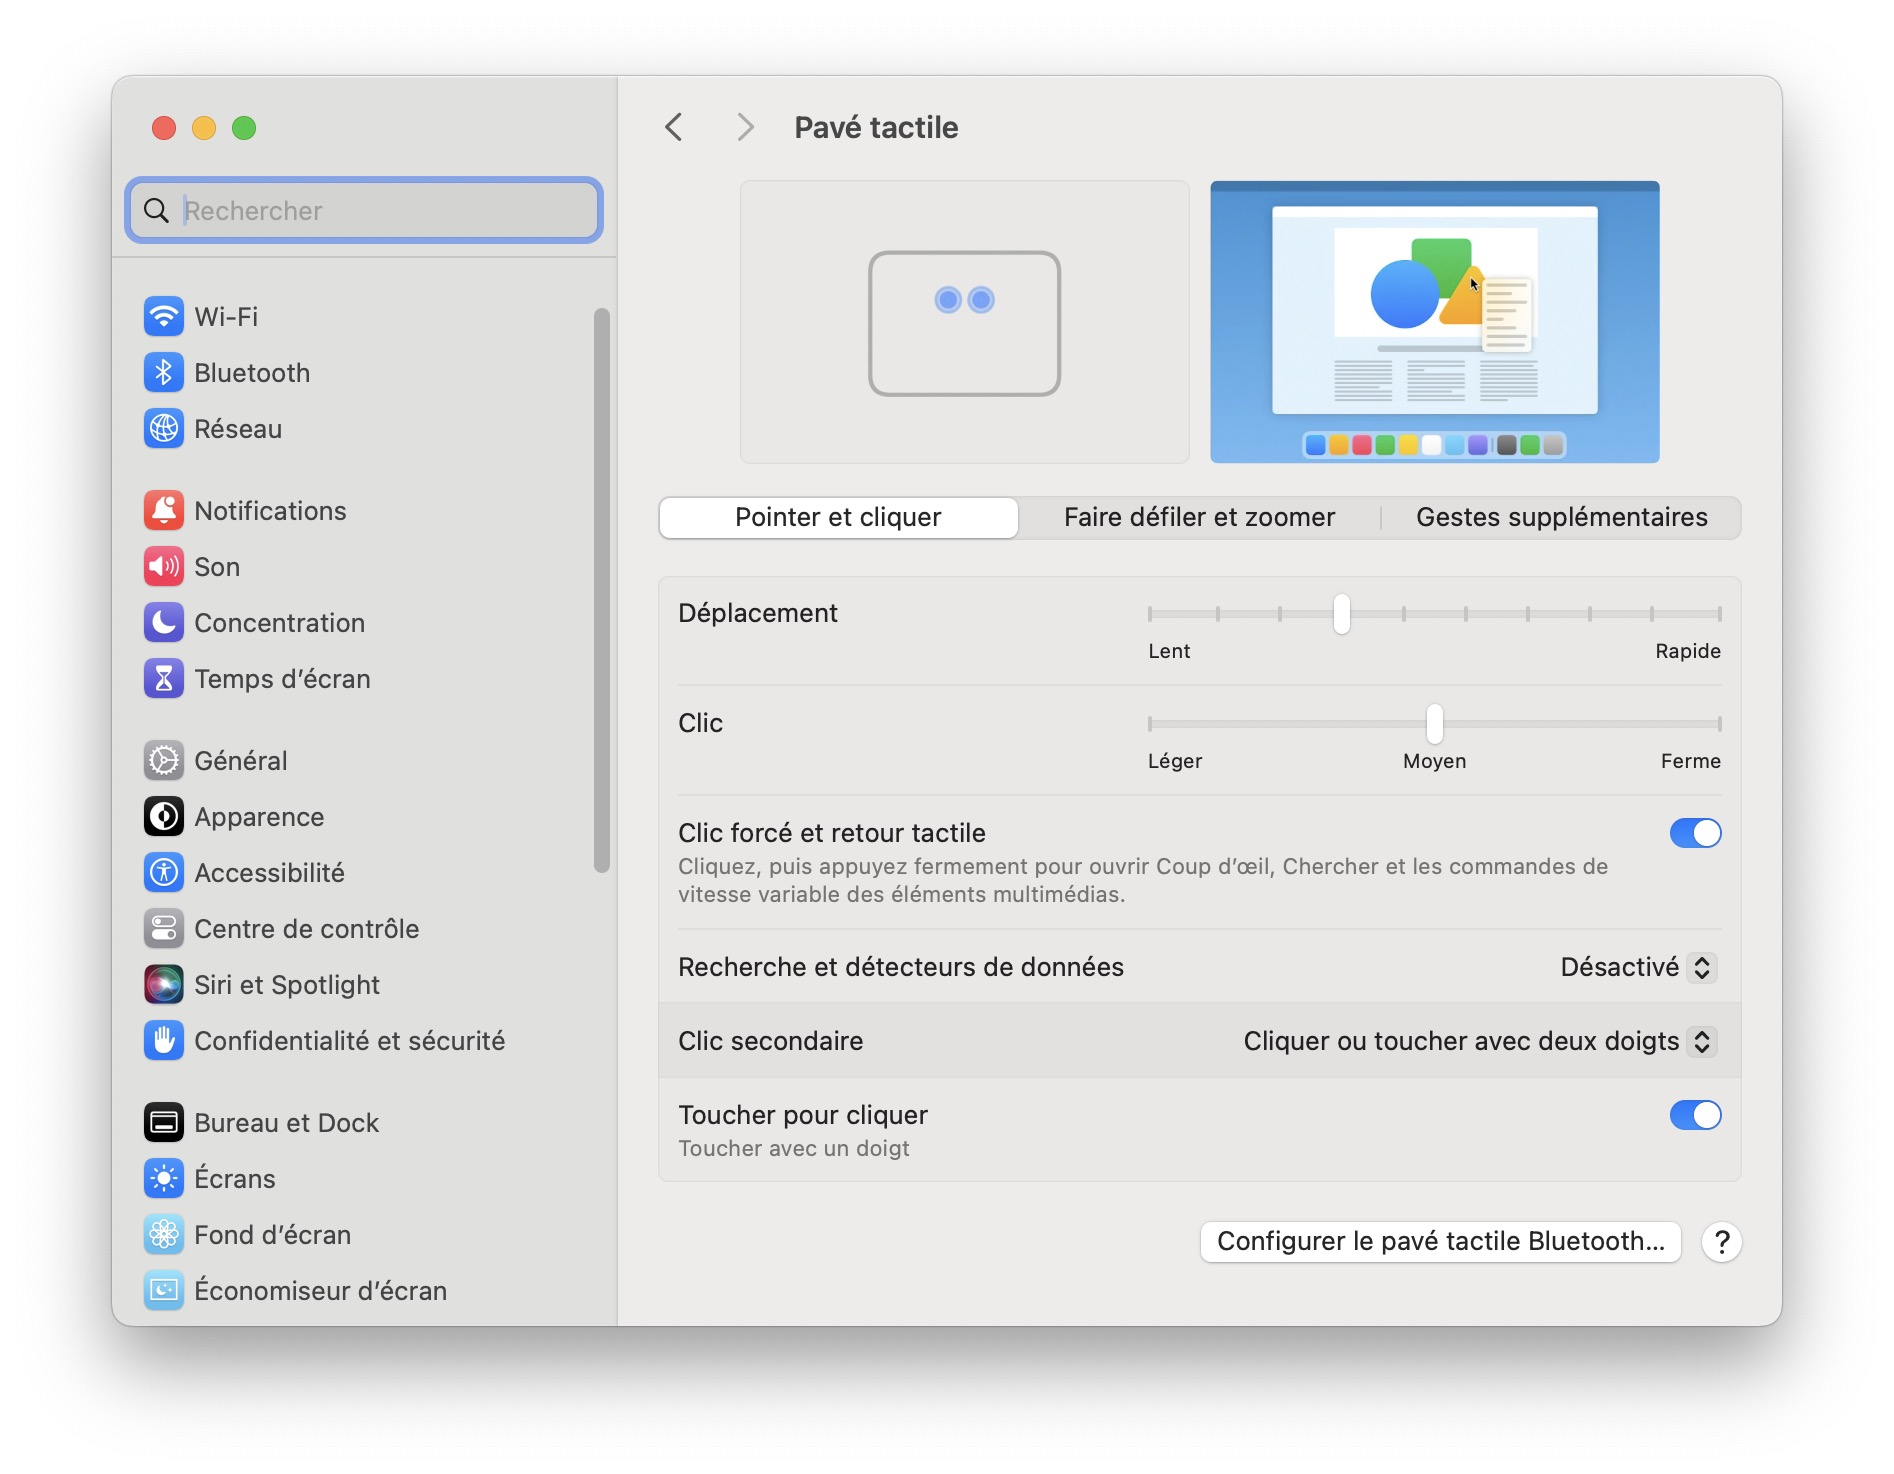 Pavé tactile
Rechercher
Wi-Fi
Bluetooth
Réseau
Notifications
Son
Concentration
Temps d’écran
Général
Apparence
Accessibilité
Centre de contrôle
Siri et Spotlight
Confidentialité et sécurité
Bureau et Dock
Écrans
Fond d’écran
Économiseur d’écran
Pointer et cliquer
Faire défiler et zoomer
Gestes supplémentaires
Déplacement
Lent
Rapide
Clic
Léger
Moyen
Ferme
Clic forcé et retour tactile
Cliquez, puis appuyez fermement pour ouvrir Coup d’œil, Chercher et les commandes de
vitesse variable des éléments multimédias.
Recherche et détecteurs de données
Désactivé
Clic secondaire
Cliquer ou toucher avec deux doigts
Toucher pour cliquer
Toucher avec un doigt
Configurer le pavé tactile Bluetooth...
?